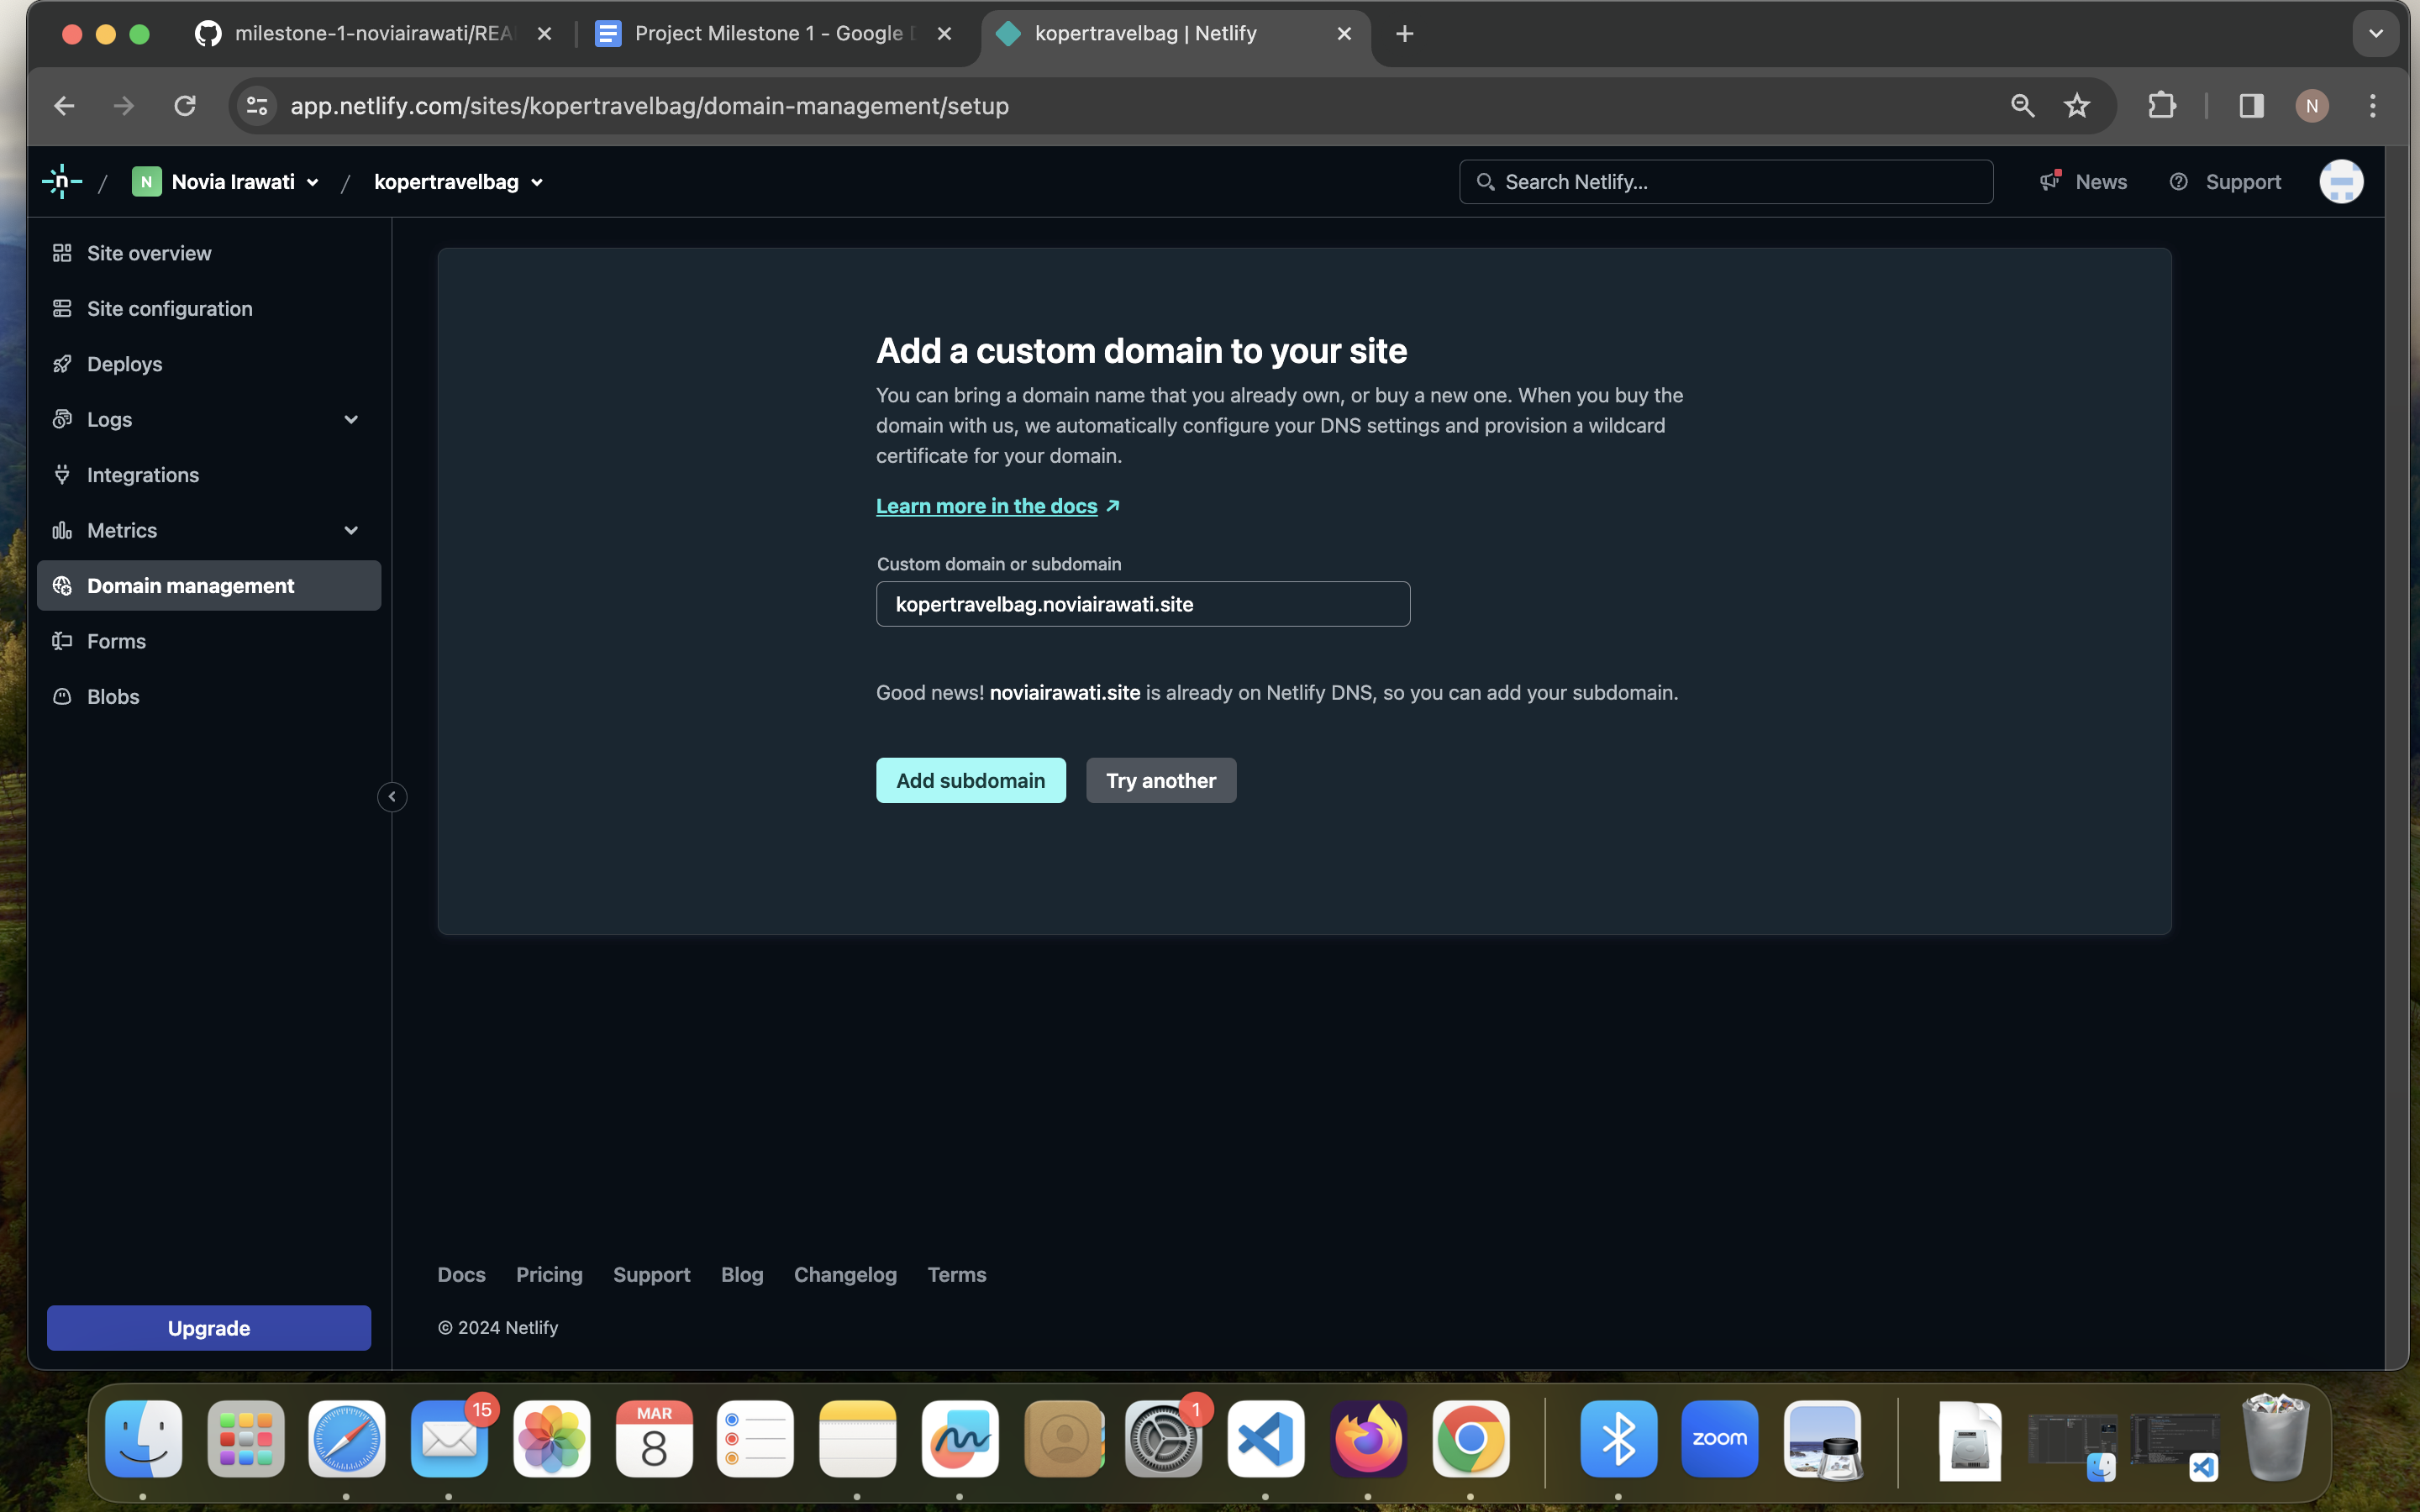 milestone-1-noviairawati/REA
Project Milestone 1 - Google
kopertravelbag | Netlify
app.netlify.com/sites/kopertravelbag/domain-management/setup
N
n
/
N
Novia Irawati
/
kopertravelbag
Search Netlify...
News
Support
Site overview
Site configuration
Deploys
Logs
Integrations
Metrics
Domain management
Forms
Blobs
Upgrade
Add a custom domain to your site
You can bring a domain name that you already own, or buy a new one. When you buy the
domain with us, we automatically configure your DNS settings and provision a wildcard
certificate for your domain.
Learn more in the docs
Custom domain or subdomain
kopertravelbag.noviairawati.site
Good news! noviairawati.site is already on Netlify DNS, so you can add your subdomain.
Add subdomain
Try another
Docs
Pricing
Support
Blog
Changelog
Terms
© 2024 Netlify
15
MAR
8
1
zoom